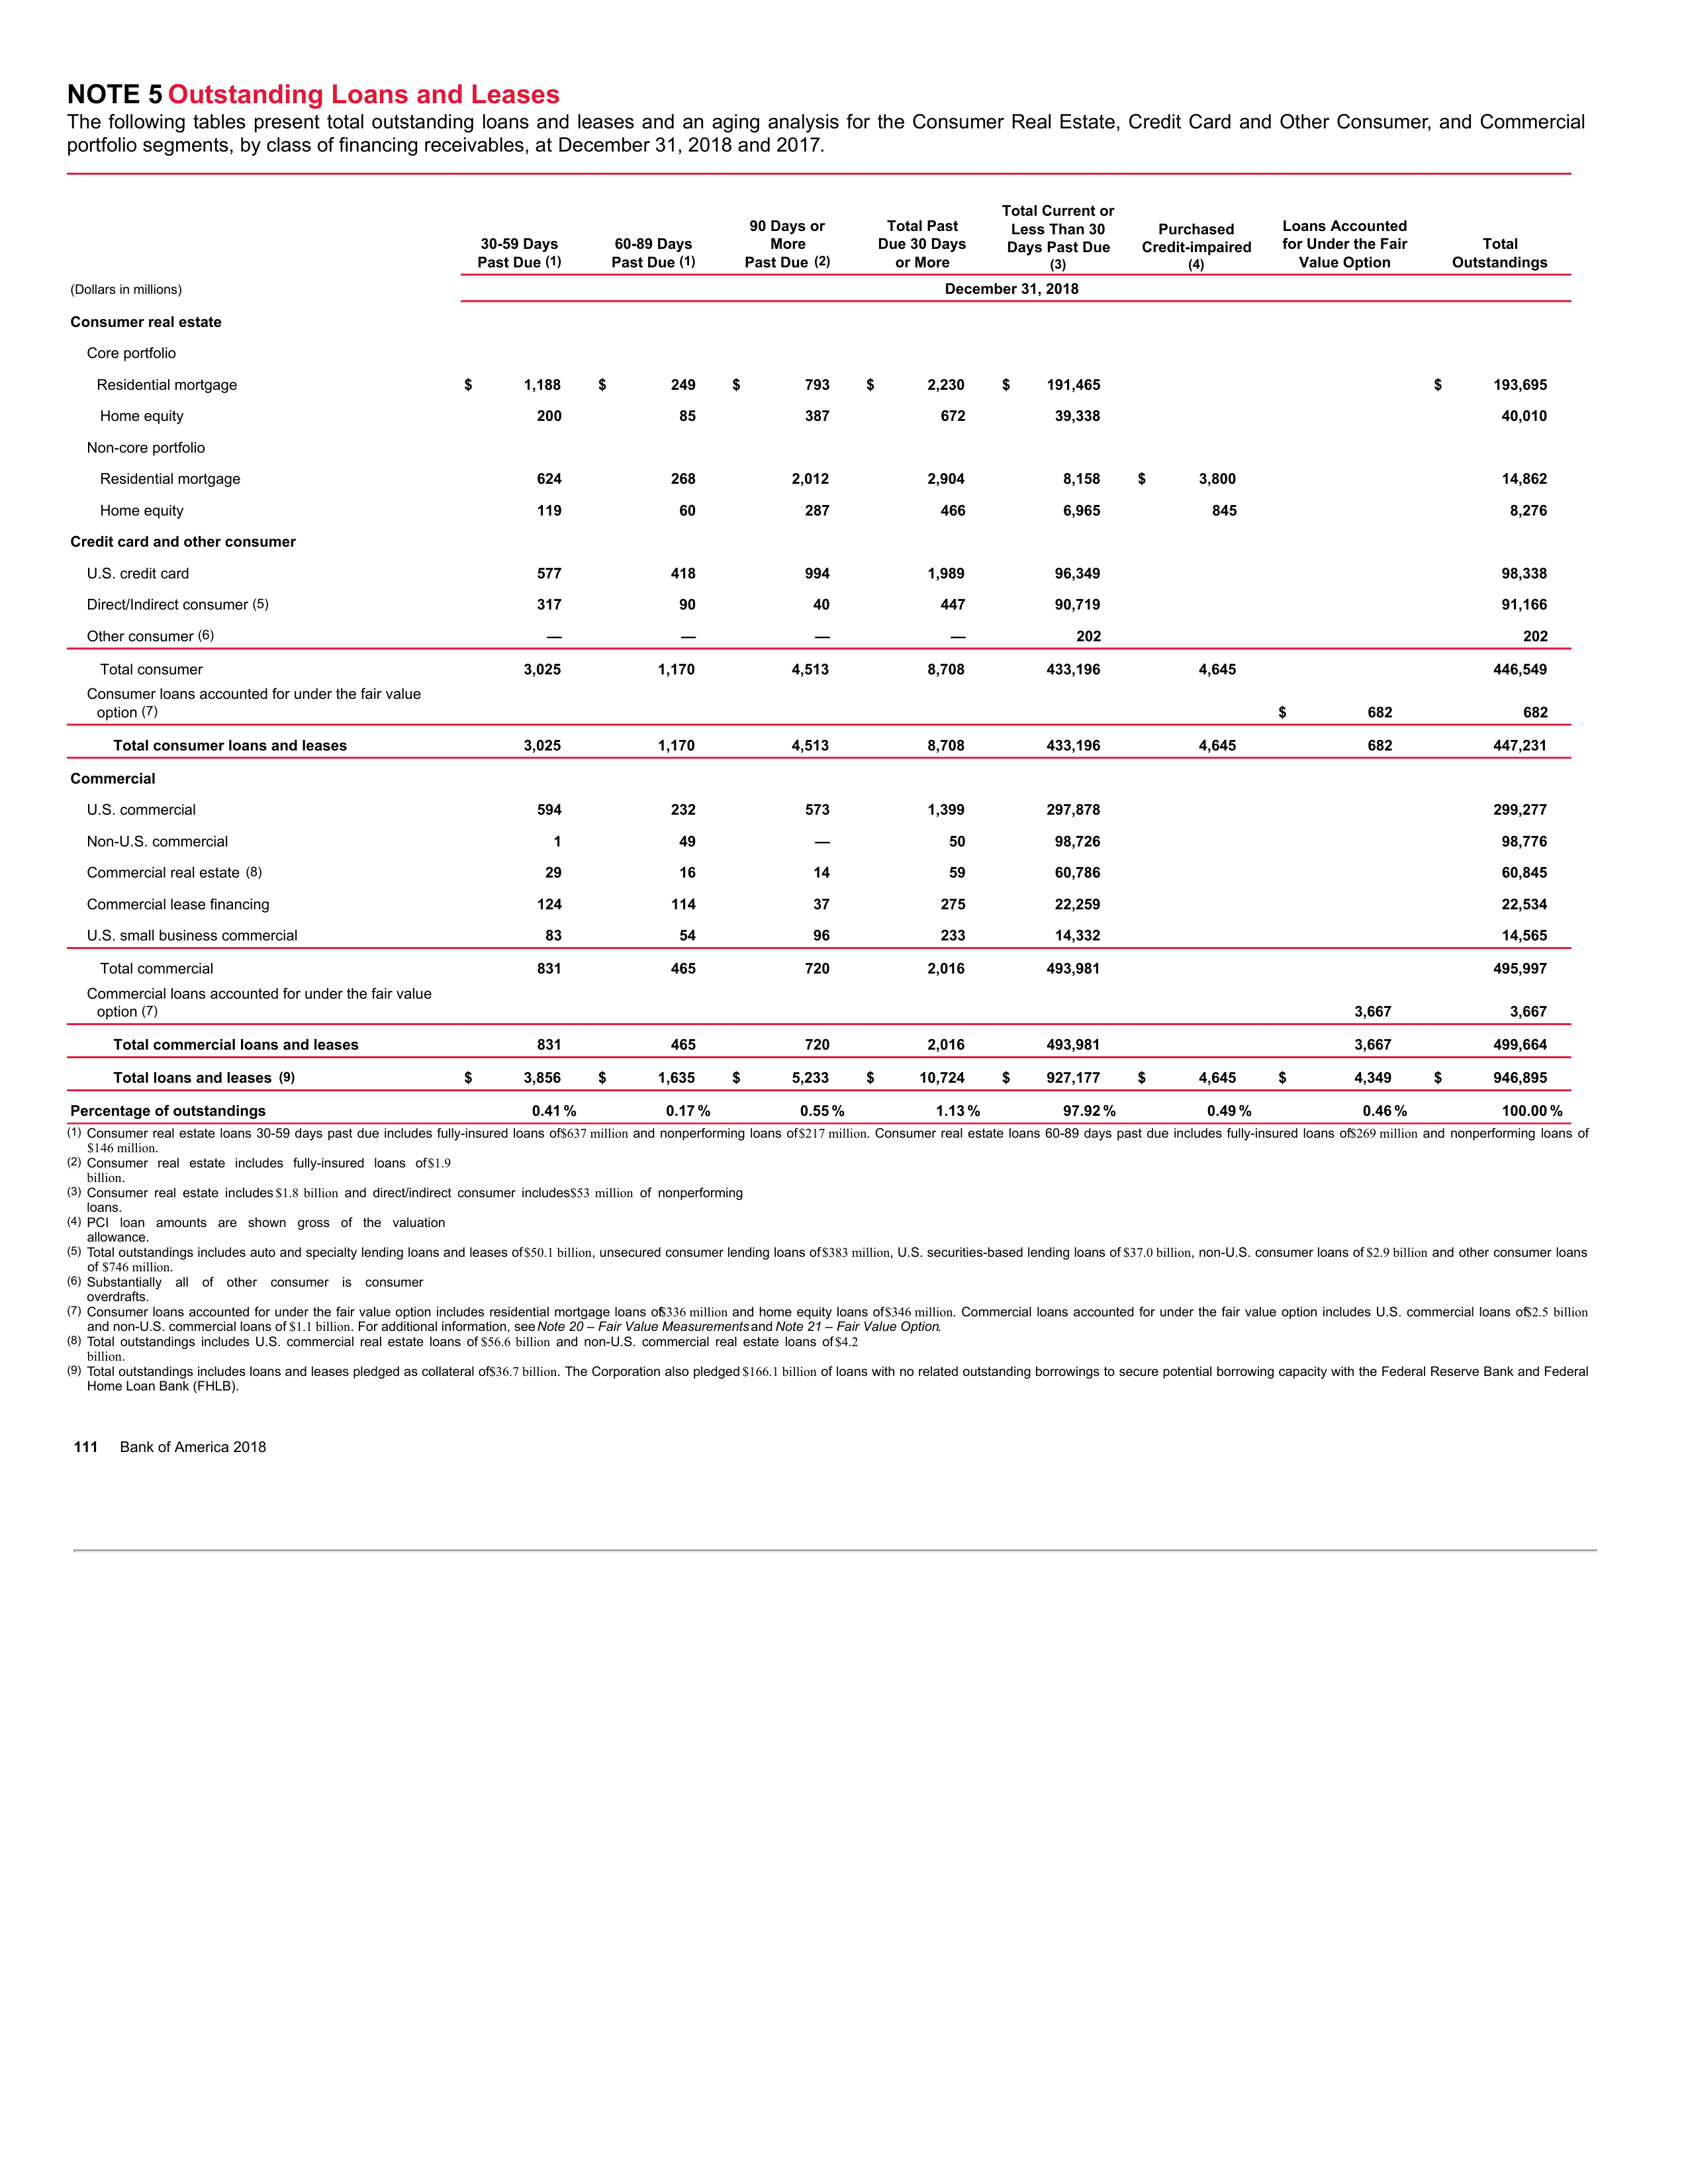 NOTE 5 Outstanding Loans and Leases
The following tables present total outstanding loans and leases and an aging analysis for the Consumer Real Estate, Credit Card and Other Consumer, and Commercial
portfolio segments, by class of financing receivables, at December 31, 2018 and 2017.
30-59 Days Past Due (1) 60-89 Days Past Due (1) 90 Days or More Past Due (2) Total Past Due 30 Days or More Total Current or Less Than 30 Days Past Due (3) Purchased Credit-impaired (4) Loans Accounted for Under the Fair Value Option Total Outstandings
(Dollars in millions) December 31, 2018
Consumer real estate
Core portfolio
Residential mortgage $ 1,188 $ 249 $ 793 $ 2,230 $ 191,465 $ 193,695
Home equity 200 85 387 672 39,338 40,010
Non-core portfolio
Residential mortgage 624 268 2,012 2,904 8,158 $ 3,800 14,862
Home equity 119 60 287 466 6,965 845 8,276
Credit card and other consumer
U.S. credit card 577 418 994 1,989 96,349 98,338
Direct/Indirect consumer (5) 317 90 40 447 90,719 91,166
Other consumer (6) — — — — 202 202
Total consumer 3,025 1,170 4,513 8,708 433,196 4,645 446,549
Consumer loans accounted for under the fair value
option (7) $ 682 682
Total consumer loans and leases 3,025 1,170 4,513 8,708 433,196 4,645 682 447,231
Commercial
U.S. commercial 594 232 573 1,399 297,878 299,277
Non-U.S. commercial 1 49 — 50 98,726 98,776
Commercial real estate (8) 29 16 14 59 60,786 60,845
Commercial lease financing 124 114 37 275 22,259 22,534
U.S. small business commercial 83 54 96 233 14,332 14,565
Total commercial 831 465 720 2,016 493,981 495,997
Commercial loans accounted for under the fair value
option (7) 3,667 3,667
Total commercial loans and leases 831 465 720 2,016 493,981 3,667 499,664
Total loans and leases (9) $ 3,856 $ 1,635 $ 5,233 $ 10,724 $ 927,177 $ 4,645 $ 4,349 $ 946,895
Percentage of outstandings 0.41 % 0.17 % 0.55 % 1.13 % 97.92 % 0.49 % 0.46 % 100.00 %
(1) Consumer real estate loans 30-59 days past due includes fully-insured loans of $637 million and nonperforming loans of $217 million. Consumer real estate loans 60-89 days past due includes fully-insured loans of $269 million and nonperforming loans of
$146 million.
(2) Consumer real estate includes fully-insured loans of $1.9
billion.
(3) Consumer real estate includes $1.8 billion and direct/indirect consumer includes $53 million of nonperforming
loans.
(4) PCI loan amounts are shown gross of the valuation
allowance.
(5) Total outstandings includes auto and specialty lending loans and leases of $50.1 billion, unsecured consumer lending loans of $383 million, U.S. securities-based lending loans of $37.0 billion, non-U.S. consumer loans of $2.9 billion and other consumer loans
of $746 million.
(6) Substantially all of other consumer is consumer
overdrafts.
(7) Consumer loans accounted for under the fair value option includes residential mortgage loans of $336 million and home equity loans of $346 million. Commercial loans accounted for under the fair value option includes U.S. commercial loans of $2.5 billion
and non-U.S. commercial loans of $1.1 billion. For additional information, see Note 20 – Fair Value Measurements and Note 21 – Fair Value Option.
(8) Total outstandings includes U.S. commercial real estate loans of $56.6 billion and non-U.S. commercial real estate loans of $4.2
billion.
(9) Total outstandings includes loans and leases pledged as collateral of $36.7 billion. The Corporation also pledged $166.1 billion of loans with no related outstanding borrowings to secure potential borrowing capacity with the Federal Reserve Bank and Federal
Home Loan Bank (FHLB).
111 Bank of America 2018